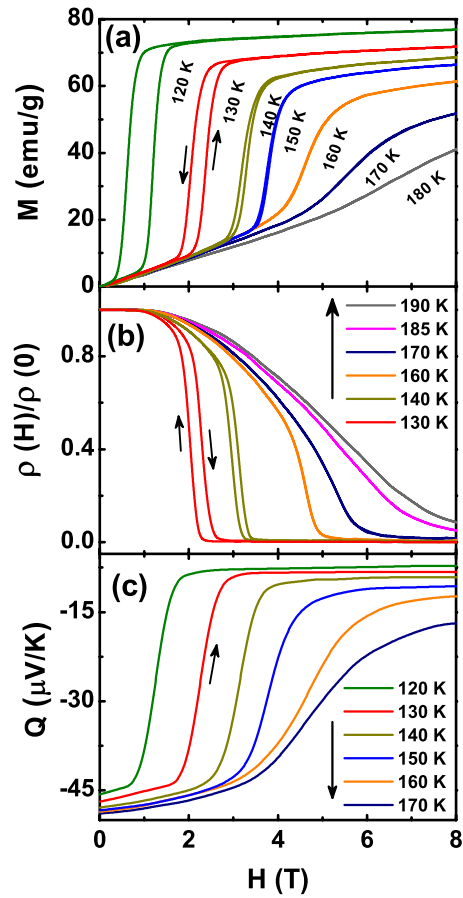 (a)
M (emu/g)
80
60
40
20
0
120 K
130 K
140 K
150 K
160 K
170 K
180 K
(b)
ρ (H)/ρ (0)
0.8
0.4
0.0
190 K
185 K
170 K
160 K
140 K
130 K
(c)
Q (μV/K)
-15
-30
-45
120 K
130 K
140 K
150 K
160 K
170 K
0 2 4 6 8
H (T)